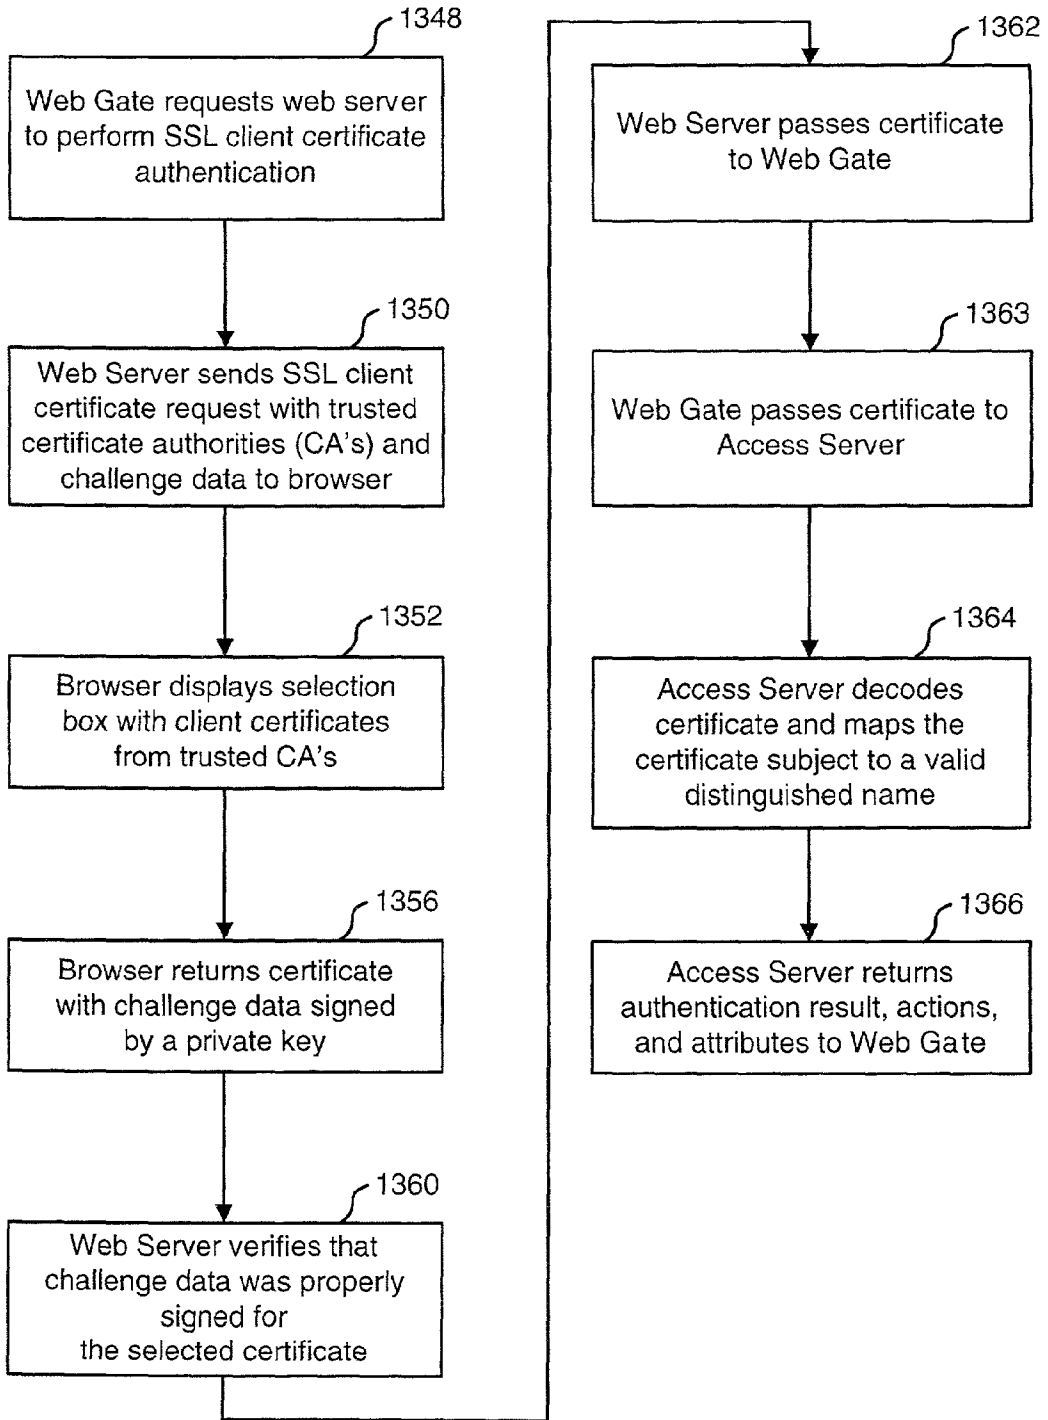 1348
Web Gate requests web server
to perform SSL client certificate
authentication
1350
Web Server sends SSL client
certificate request with trusted
certificate authorities (CA's) and
challenge data to browser
1352
Browser displays selection
box with client certificates
from trusted CA's
1356
Browser returns certificate
with challenge data signed
by a private key
1360
Web Server verifies that
challenge data was properly
signed for
the selected certificate
1362
Web Server passes certificate
to Web Gate
1363
Web Gate passes certificate to
Access Server
1364
Access Server decodes
certificate and maps the
certificate subject to a valid
distinguished name
1366
Access Server returns
authentication result, actions,
and attributes to Web Gate